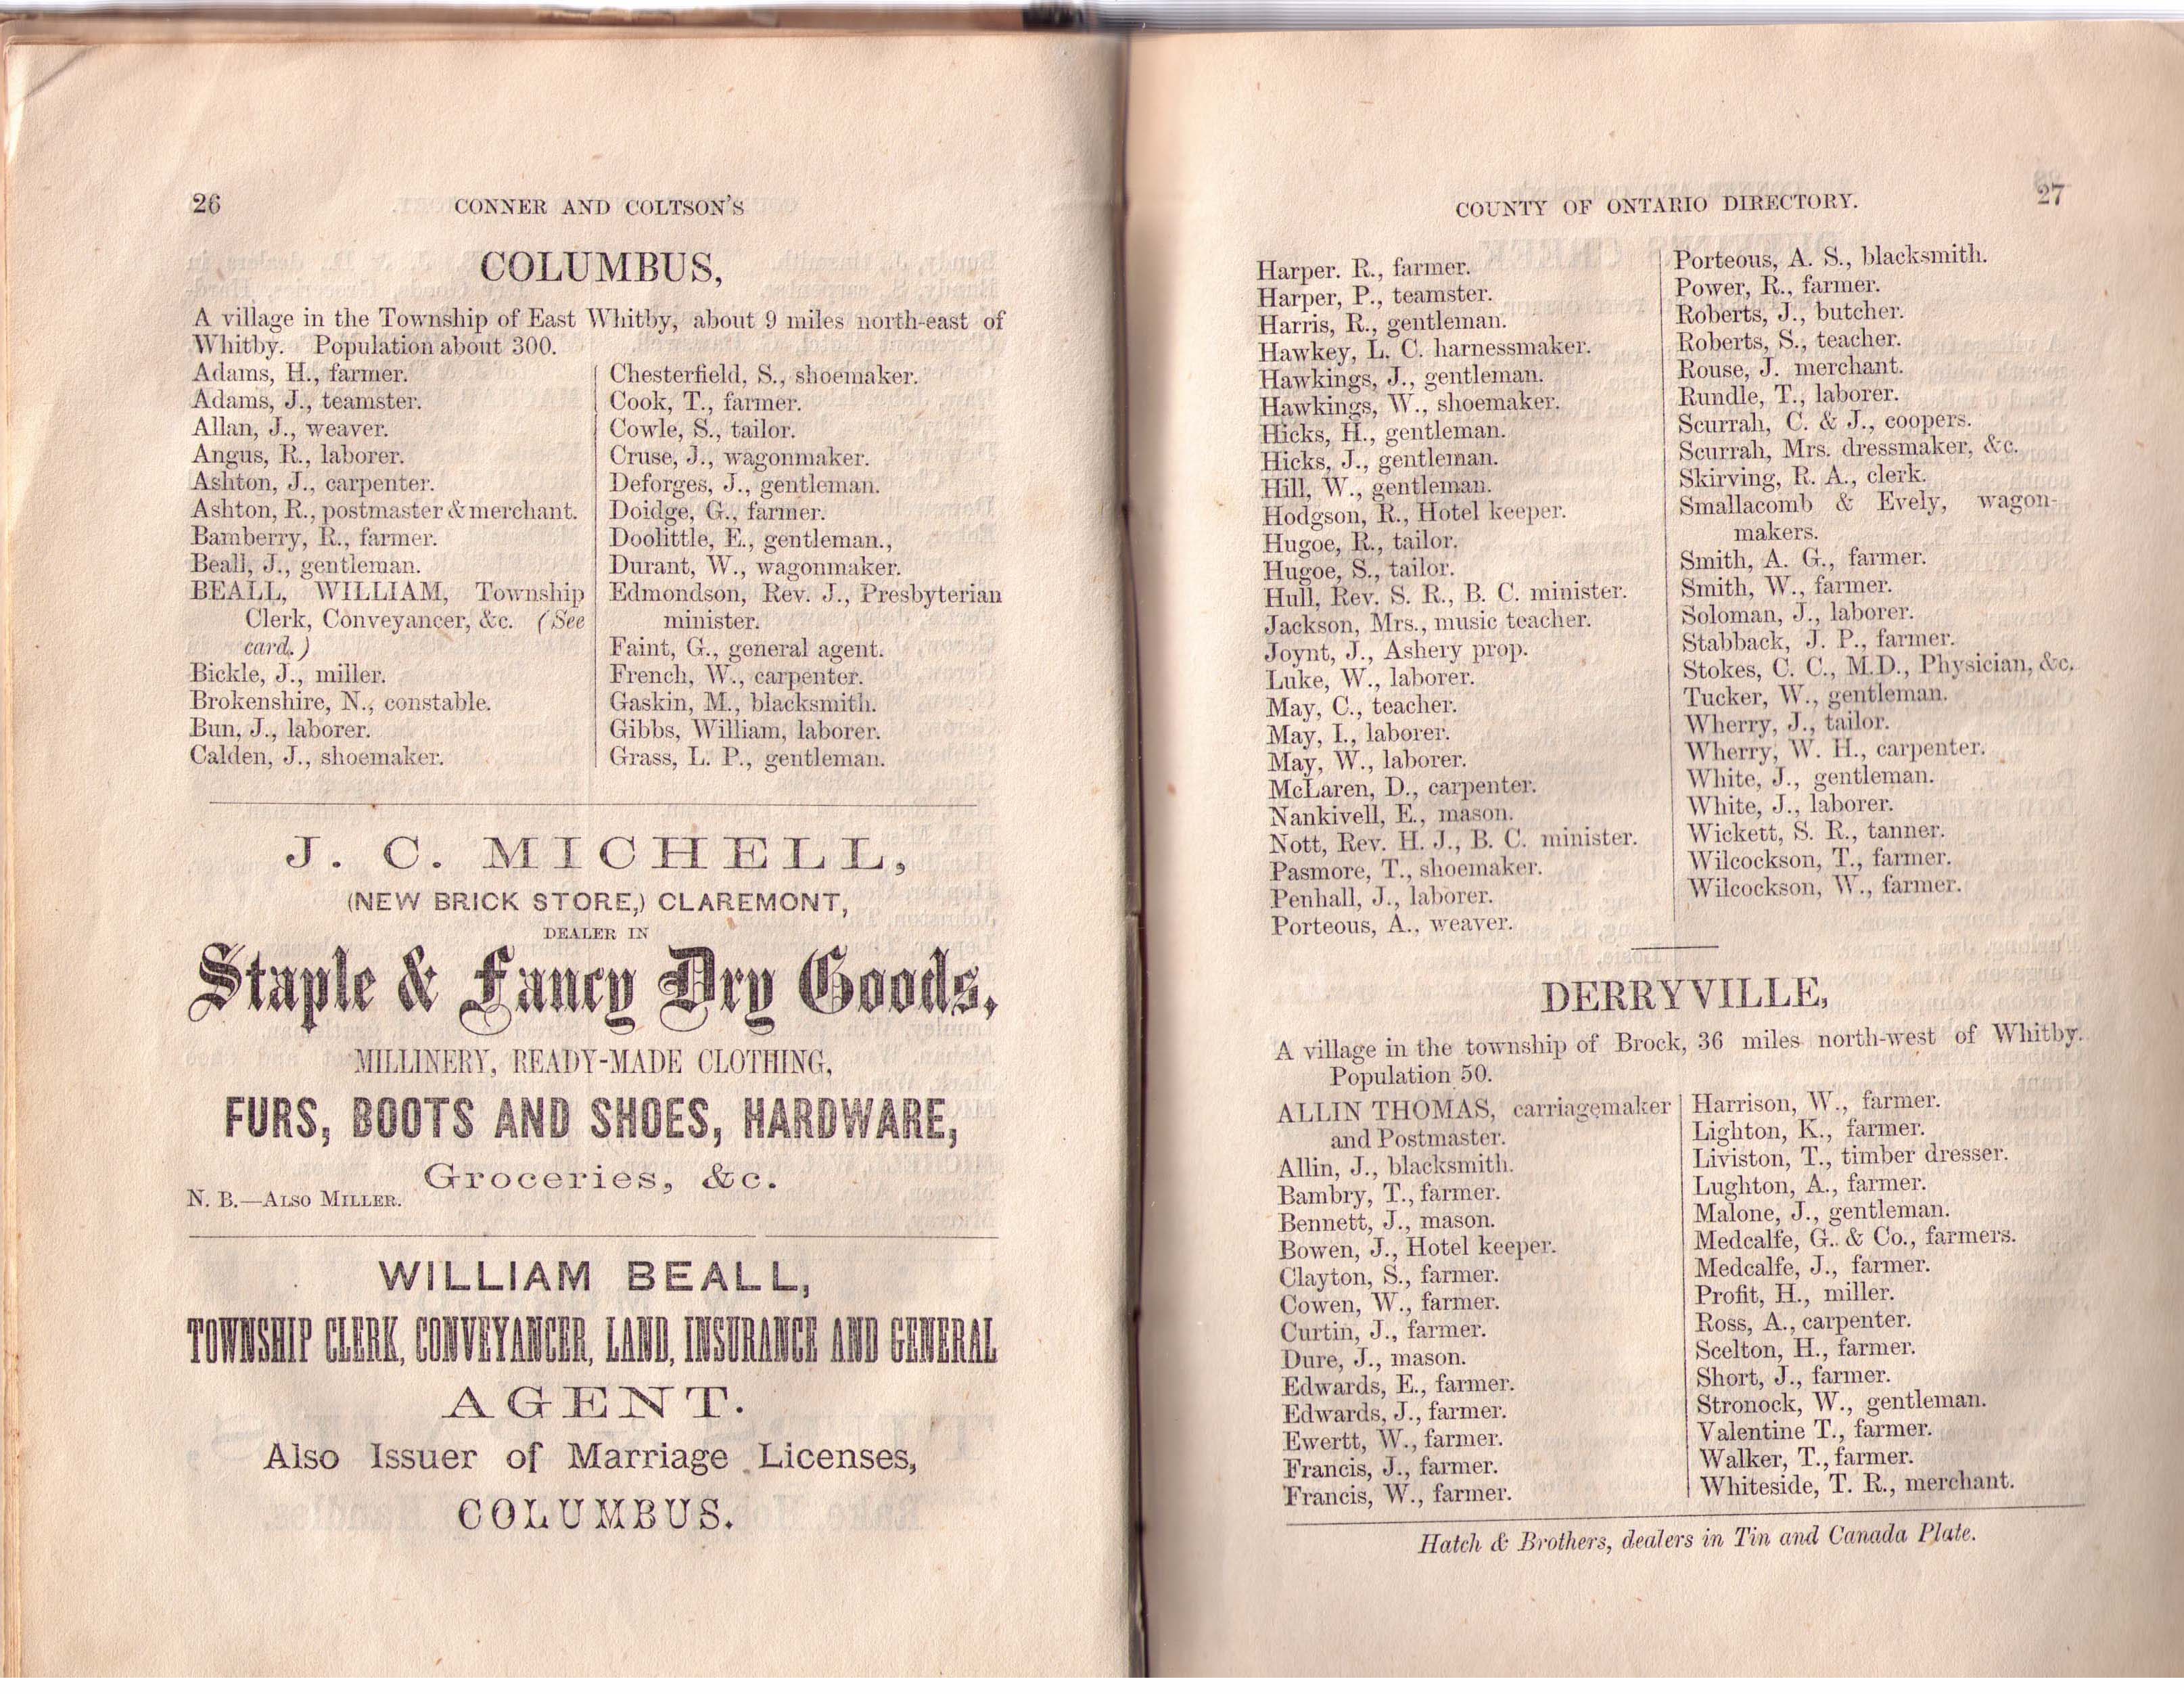 26
CONNER AND COLTSON'S
COLUMBUS,
A village in the Township of East Whitby, about 9 miles north-east of
Whitby. Population about 300.
Adams, H., farmer.
Adams, J., teamster.
Allan, J., weaver.
Angus, R., laborer.
Ashton, J., carpenter.
Ashton, R., postmaster & merchant.
Bamberry, R., farmer.
Beall, J., gentleman.
BEALL, WILLIAM, Township
Clerk, Conveyancer, &c. (See
card.)
Bickle, J., miller.
Brokenshire, N., constable.
Bun, J., laborer.
Calden, J., shoemaker.
Chesterfield, S., shoemaker.
Cook, T., farmer.
Cowle, S., tailor.
Cruse, J., wagonmaker.
Deforges, J., gentleman.
Doidge, G., farmer.
Doolittle, E., gentleman.,
Durant, W., wagonmaker.
Edmondson, Rev. J., Presbyterian
minister.
Faint, G., general agent.
French, W., carpenter.
Gaskin, M., blacksmith.
Gibbs, William, laborer.
Grass, L. P., gentleman.
J. C. MICHELL,
(NEW BRICK STORE,) CLAREMONT,
DEALER IN
Staple & Fancy Dry Goods,
MILLINERY, READY-MADE CLOTHING,
FURS, BOOTS AND SHOES, HARDWARE,
Groceries, &c.
N. B.—ALSO MILLER.
WILLIAM BEALL,
TOWNSHIP CLERK, CONVEYANCER, LAND, INSURANCE AND GENERAL
AGENT.
Also Issuer of Marriage Licenses,
COLUMBUS.
COUNTY OF ONTARIO DIRECTORY.
27
Harper. R., farmer.
Harper, P., teamster.
Harris, R., gentleman.
Hawkey, L. C. harnessmaker.
Hawkings, J., gentleman.
Hawkings, W., shoemaker.
Hicks, H., gentleman.
Hicks, J., gentleman.
Hill, W., gentleman.
Hodgson, R., Hotel keeper.
Hugoe, R., tailor.
Hugoe, S., tailor.
Hull, Rev. S. R., B. C. minister.
Jackson, Mrs., music teacher.
Joynt, J., Ashery prop.
Luke, W., laborer.
May, C., teacher.
May, I., laborer.
May, W., laborer.
McLaren, D., carpenter.
Nankivell, E., mason.
Nott, Rev. H. J., B. C. minister.
Pasmore, T., shoemaker.
Penhall, J., laborer.
Porteous, A., weaver.
Porteous, A. S., blacksmith.
Power, R., farmer.
Roberts, J., butcher.
Roberts, S., teacher.
Rouse, J. merchant.
Rundle, T., laborer.
Scurrah, C. & J., coopers.
Scurrah, Mrs. dressmaker, &c.
Skirving, R. A., clerk.
Smallacomb & Evely, wagon-
makers.
Smith, A. G., farmer.
Smith, W., farmer.
Soloman, J., laborer.
Stabback, J. P., farmer.
Stokes, C. C., M.D., Physician, &c.
Tucker, W., gentleman.
Wherry, J., tailor.
Wherry, W. H., carpenter.
White, J., gentleman.
White, J., laborer.
Wickett, S. R., tanner.
Wilcockson, T., farmer.
Wilcockson, W., farmer.
DERRYVILLE,
A village in the township of Brock, 36 miles north-west of Whitby.
Population 50.
ALLIN THOMAS, carriagemaker
and Postmaster.
Allin, J., blacksmith.
Bambry, T., farmer.
Bennett, J., mason.
Bowen, J., Hotel keeper.
Clayton, S., farmer.
Cowen, W., farmer.
Curtin, J., farmer.
Dure, J., mason.
Edwards, E., farmer.
Edwards, J., farmer.
Ewertt, W., farmer.
Francis, J., farmer.
Francis, W., farmer.
Harrison, W., farmer.
Lighton, K., farmer.
Liviston, T., timber dresser.
Lughton, A., farmer.
Malone, J., gentleman.
Medcalfe, G. & Co., farmers.
Medcalfe, J., farmer.
Profit, H., miller.
Ross, A., carpenter.
Scelton, H., farmer.
Short, J., farmer.
Stronock, W., gentleman.
Valentine T., farmer.
Walker, T., farmer.
Whiteside, T. R., merchant.
Hatch & Brothers, dealers in Tin and Canada Plate.